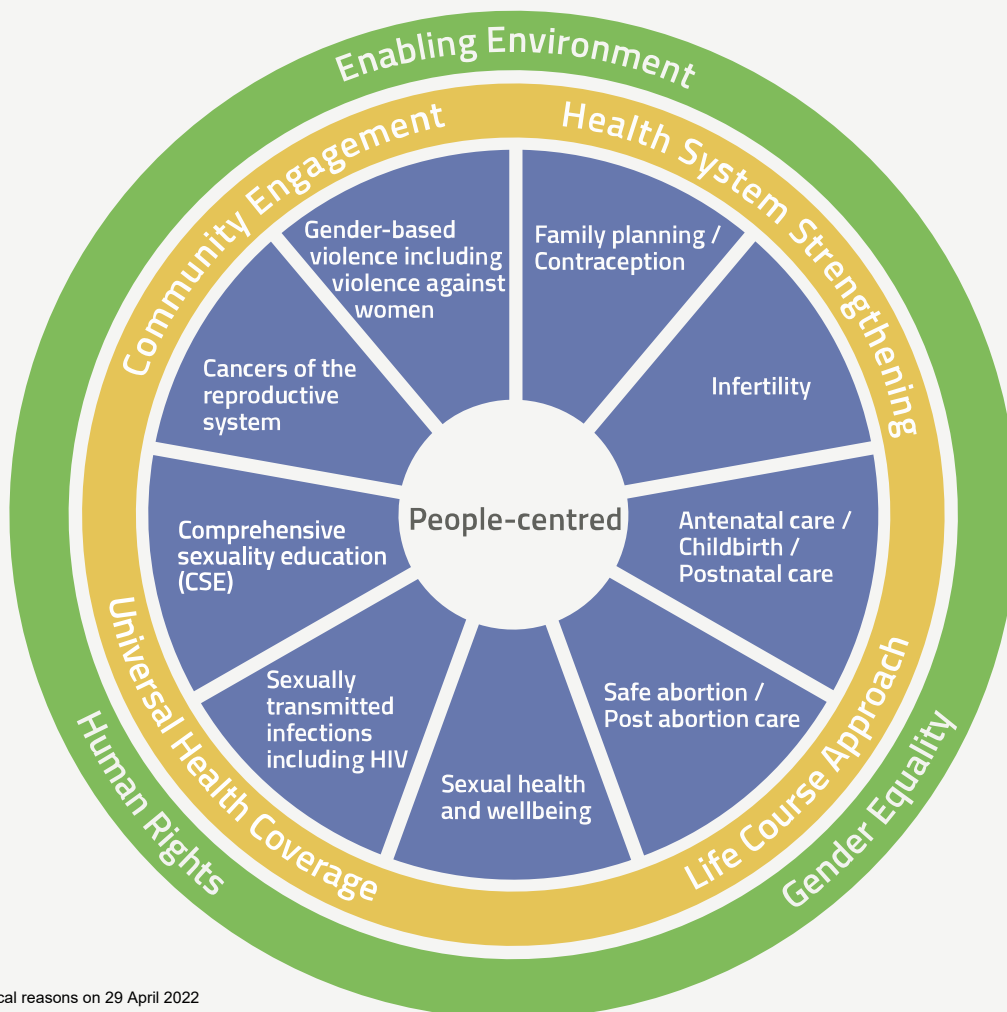 Enabling Environment
Community Engagement
Health System Strengthening
Gender-based
violence including
violence against
women
Family planning /
Contraception
Cancers of the
reproductive
system
Infertility
People-centred
Comprehensive
sexuality education
(CSE)
Antenatal care /
Childbirth /
Postnatal care
Sexually
transmitted
infections
including HIV
Safe abortion /
Post abortion care
Sexual health
and wellbeing
Universal Health Coverage
Life Course Approach
Human Rights
Gender Equality
cal reasons on 29 April 2022